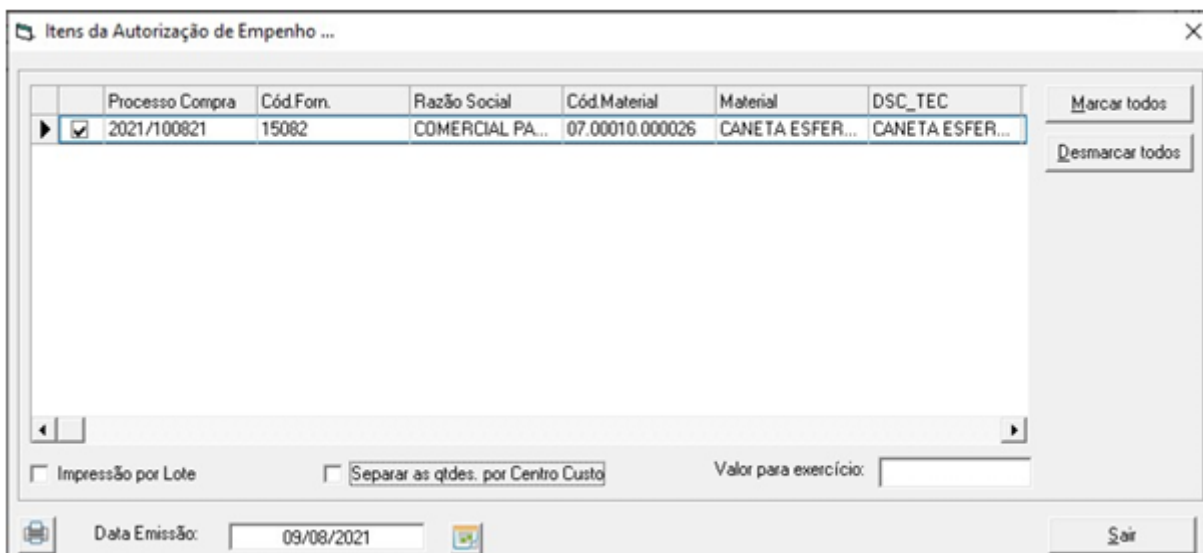 Itens da Autorização de Empenho ...
Processo Compra Cód.Forn. Razão Social Cód.Material Material DSC_TEC
2021/100821 15082 COMERCIAL PA... 07.00010.000026 CANETA ESFER... CANETA ESFER...
Marcar todos
Desmarcar todos
Impressão por Lote Separar as qtdes. por Centro Custo Valor para exercício:
Data Emissão: 09/08/2021 Sair